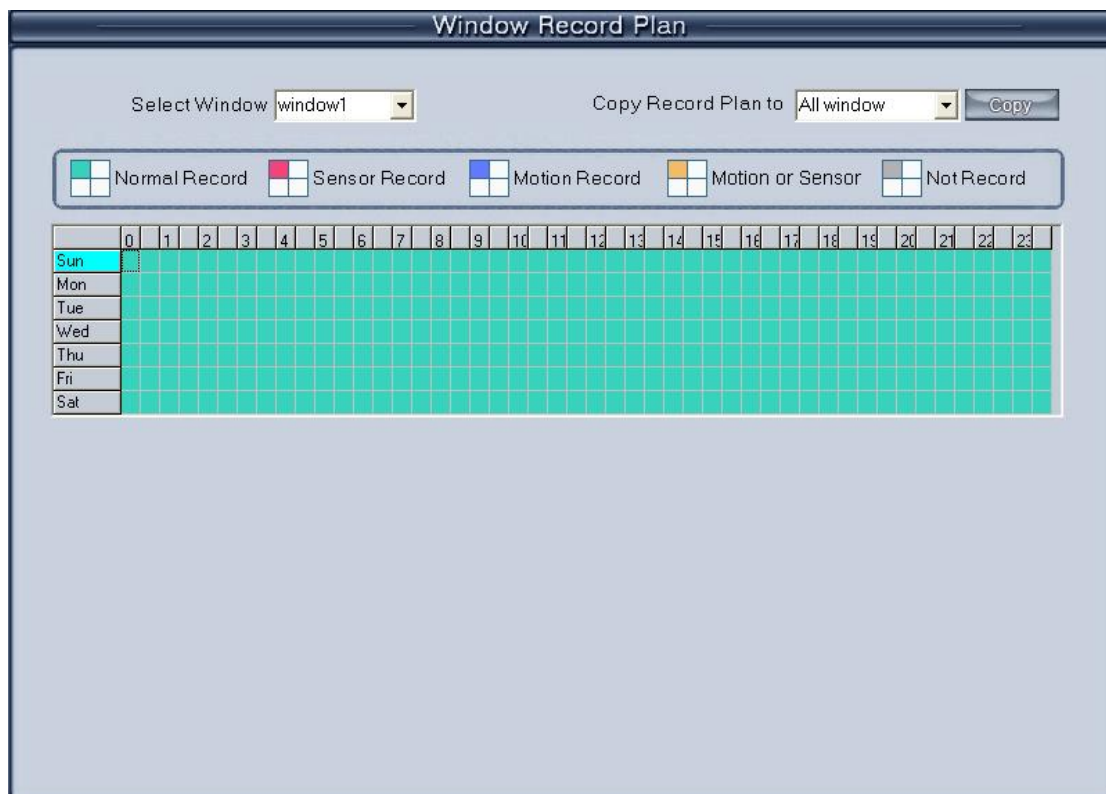 Window Record Plan
Select Window window1 Copy Record Plan to All window Copy
Normal Record Sensor Record Motion Record Motion or Sensor Not Record
0 1 2 3 4 5 6 7 8 9 10 11 12 13 14 15 16 17 18 19 20 21 22 23
Sun
Mon
Tue
Wed
Thu
Fri
Sat